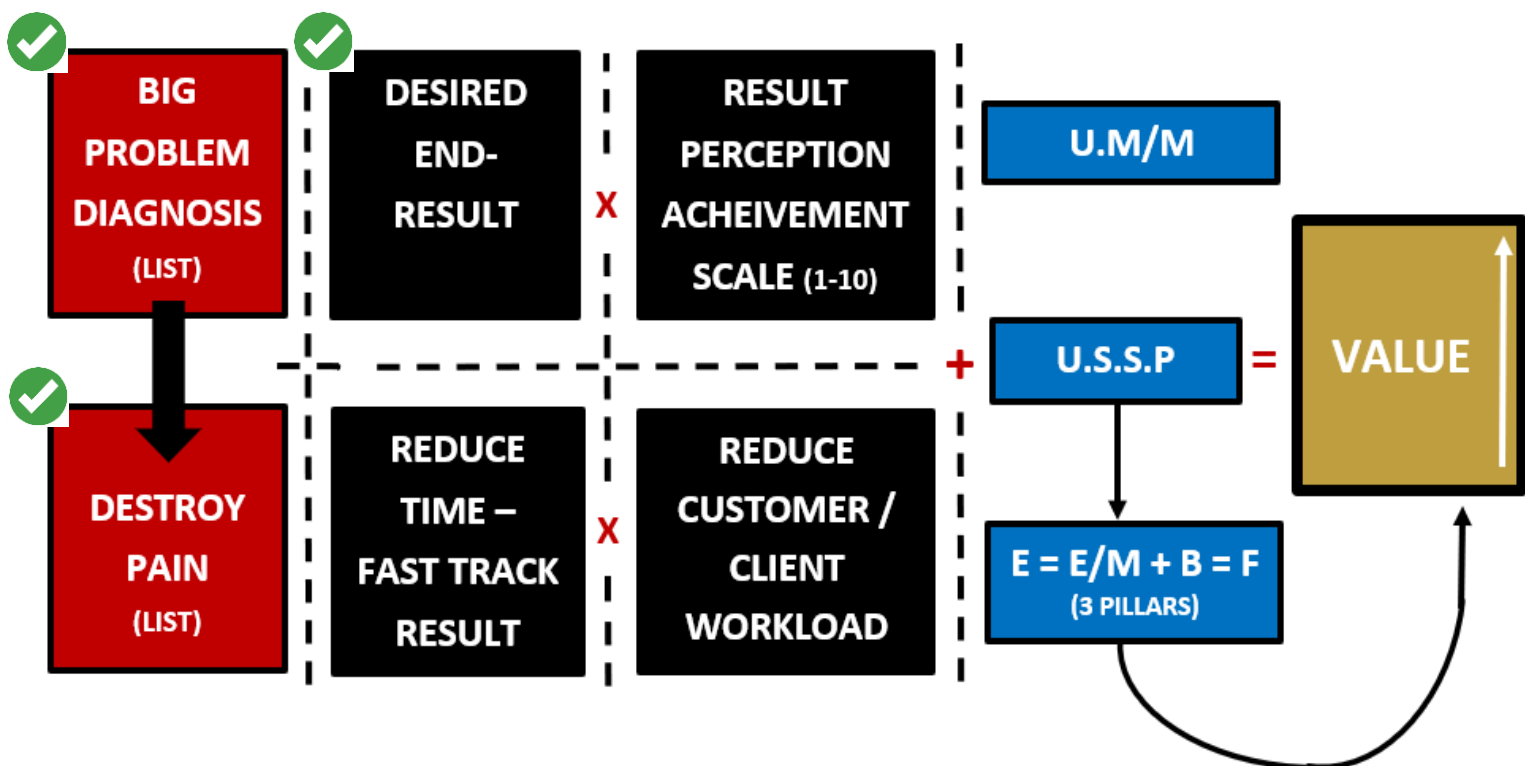 BIG
PROBLEM
DIAGNOSIS
(LIST)
DESIRED
END-
RESULT
X
RESULT
PERCEPTION
ACHEIVEMENT
SCALE (1-10)
U.M/M
DESTROY
PAIN
(LIST)
REDUCE
TIME –
FAST TRACK
RESULT
X
REDUCE
CUSTOMER /
CLIENT
WORKLOAD
+
U.S.S.P
=
VALUE
E = E/M + B = F
(3 PILLARS)